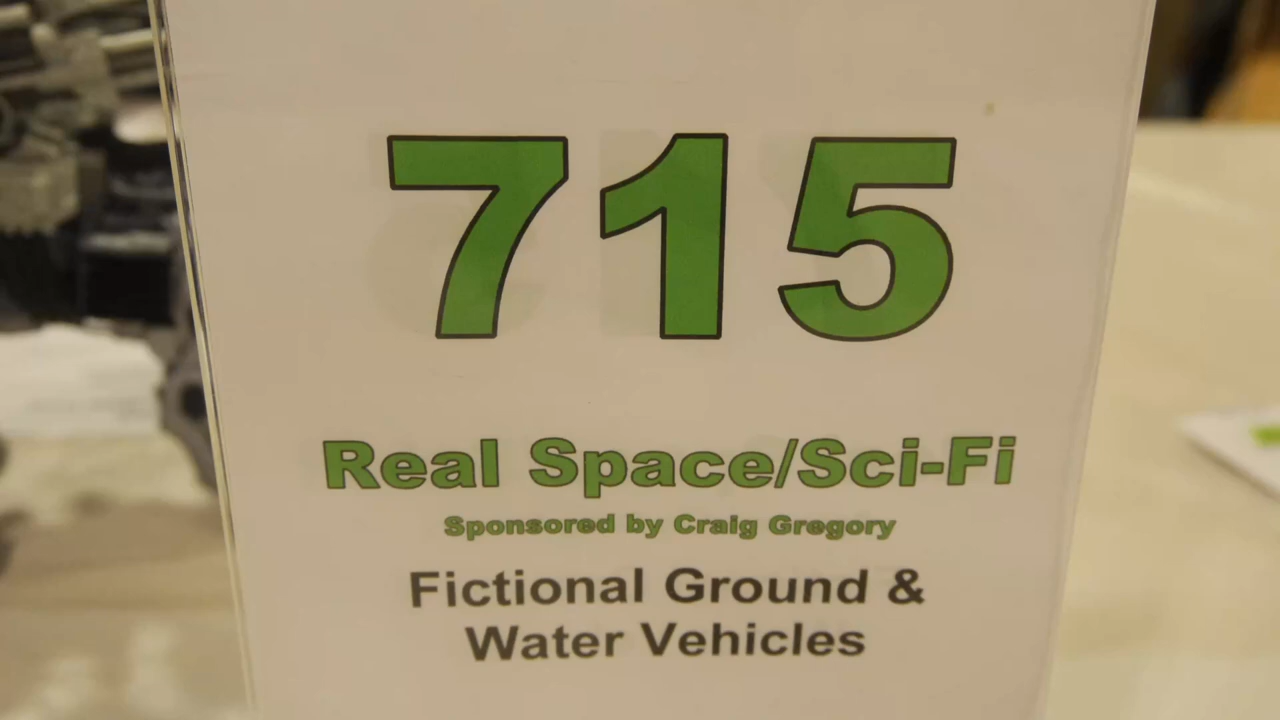 715
Real Space/Sci-Fi
Sponsored by Craig Gregory
Fictional Ground &
Water Vehicles